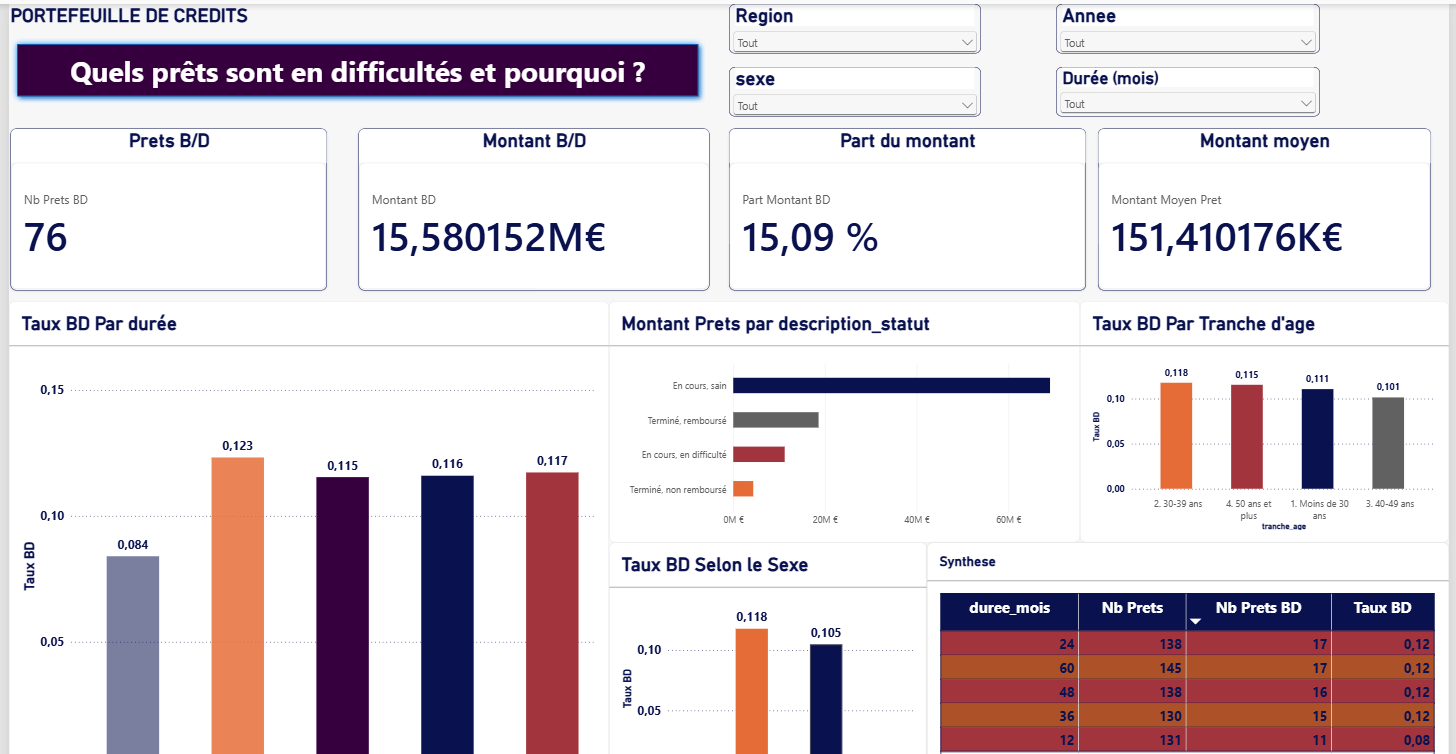 PORTEFEUILLE DE CREDITS
Quels prêts sont en difficultés et pourquoi ?
Region
Tout
Annee
Tout
sexe
Tout
Durée (mois)
Tout
Prets B/D
Nb Prets BD
76
Montant B/D
Montant BD
15,580152M€
Part du montant
Part Montant BD
15,09 %
Montant moyen
Montant Moyen Pret
151,410176K€
Taux BD Par durée
Taux BD
0,15
0,10
0,05
0,084
0,123
0,115
0,116
0,117
Montant Prets par description_statut
En cours, sain
Terminé, remboursé
En cours, en difficulté
Terminé, non remboursé
0M € 20M € 40M € 60M €
Taux BD Par Tranche d'age
Taux BD
0,10
0,05
0,00
0,118
0,115
0,111
0,101
2. 30-39 ans
4. 50 ans et
plus
1. Moins de 30
ans
3. 40-49 ans
tranche_age
Taux BD Selon le Sexe
Taux BD
0,10
0,05
0,118
0,105
Synthese
duree_mois Nb Prets Nb Prets BD Taux BD
24 138 17 0,12
60 145 17 0,12
48 138 16 0,12
36 130 15 0,12
12 131 11 0,08